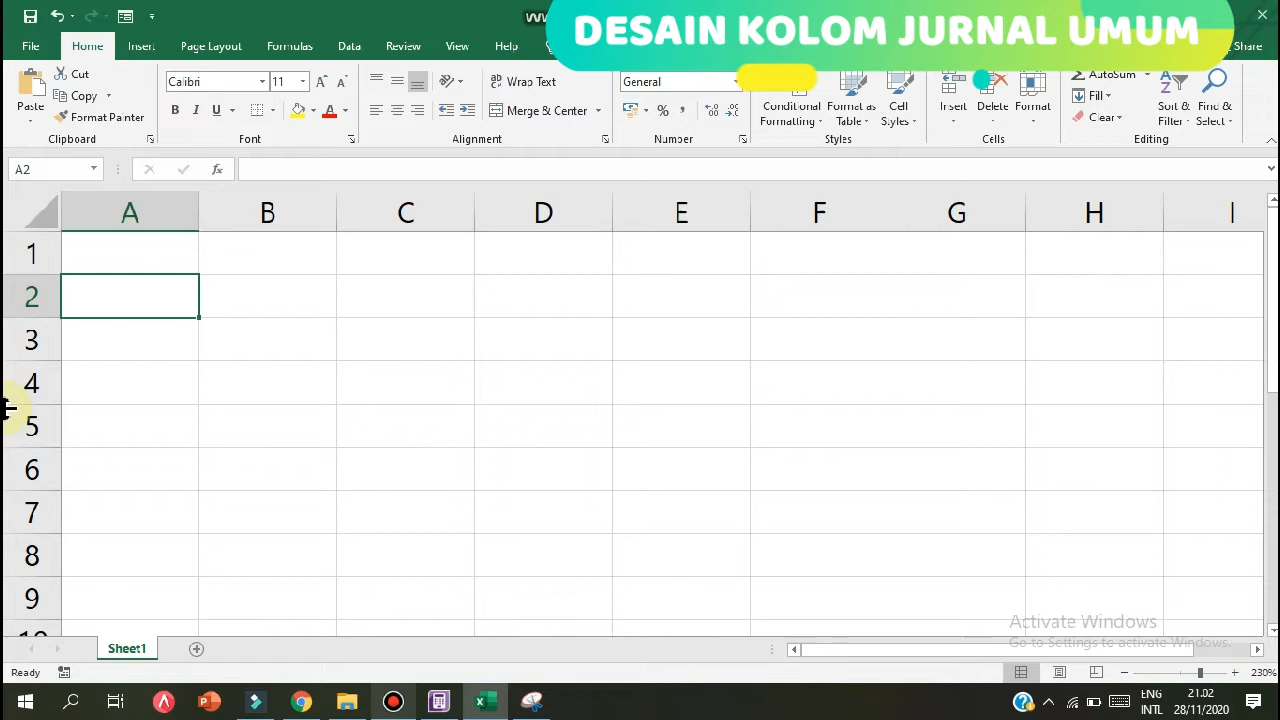 DESAIN KOLOM JURNAL UMUM
File Home Insert Page Layout Formulas Data Review View Help Share
Cut
Copy
Format Painter
Paste
Clipboard
Calibri 11 A A
B I U A
Font
Wrap Text
Merge & Center
Alignment
General
%
Number
Conditional
Formatting
Format as
Table
Cell
Styles
Styles
Insert Delete Format
Cells
AutoSum
Fill
Clear
Sort &
Filter
Find &
Select
Editing
A2 fx
A B C D E F G H I
1
2
3
4
5
6
7
8
9
10
Activate Windows
Go to Settings to activate Windows.
Sheet1
Ready 230%
ENG
INTL
21.02
28/11/2020